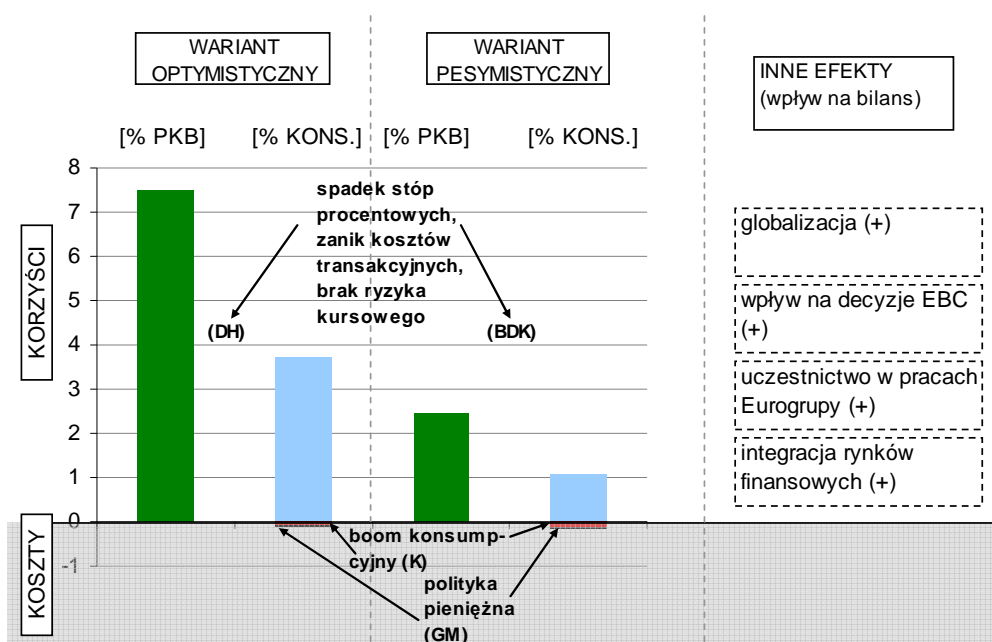 WARIANT
OPTYMISTYCZNY
WARIANT
PESYMISTYCZNY
INNE EFEKTY
(wpływ na bilans)
[% PKB]
[% KONS.]
[% PKB]
[% KONS.]
KORZYŚCI
KOSZTY
8
7
6
5
4
3
2
1
0
-1
spadek stóp
procentowych,
zanik kosztów
transakcyjnych,
brak ryzyka
kursowego
(DH)
(BDK)
boom konsump-
cyjny (K)
polityka
pieniężna
(GM)
globalizacja (+)
wpływ na decyzje EBC
(+)
uczestnictwo w pracach
Eurogrupy (+)
integracja rynków
finansowych (+)